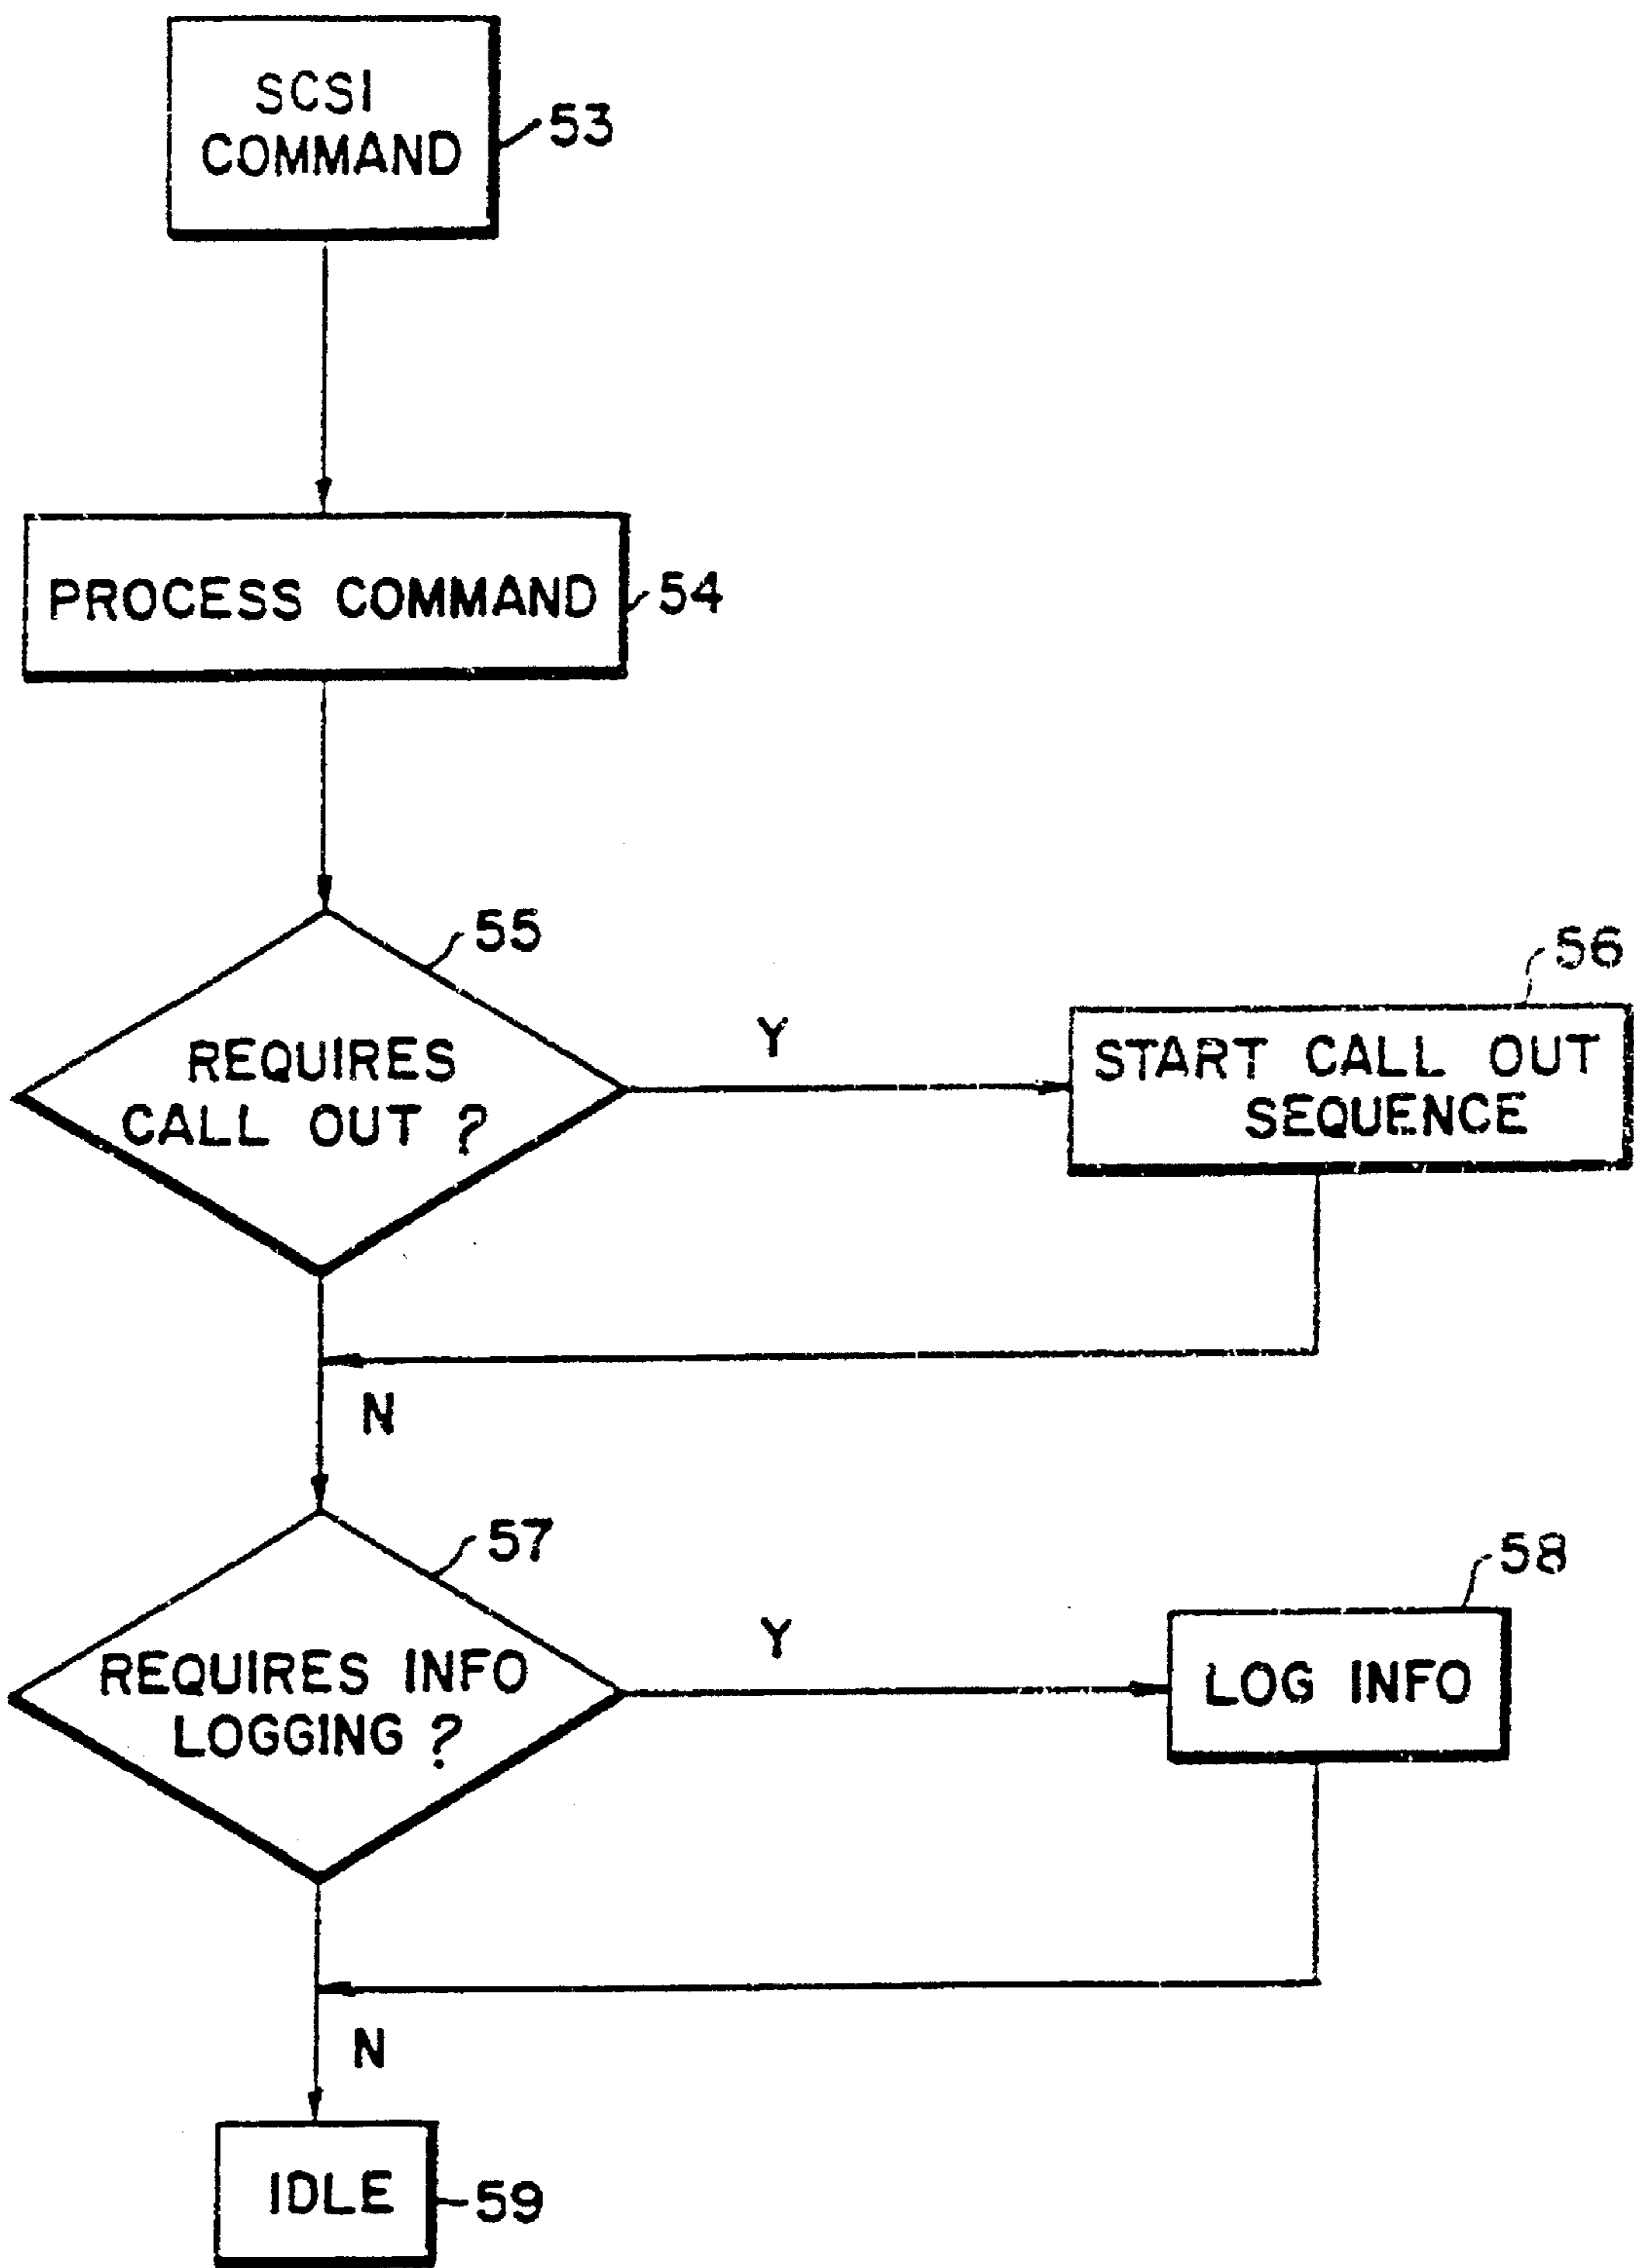 SCSI
COMMAND
53
PROCESS COMMAND
54
55
REQUIRES
CALL OUT ?
Y
56
START CALL OUT
SEQUENCE
N
57
REQUIRES INFO
LOGGING ?
Y
58
LOG INFO
N
IDLE
59